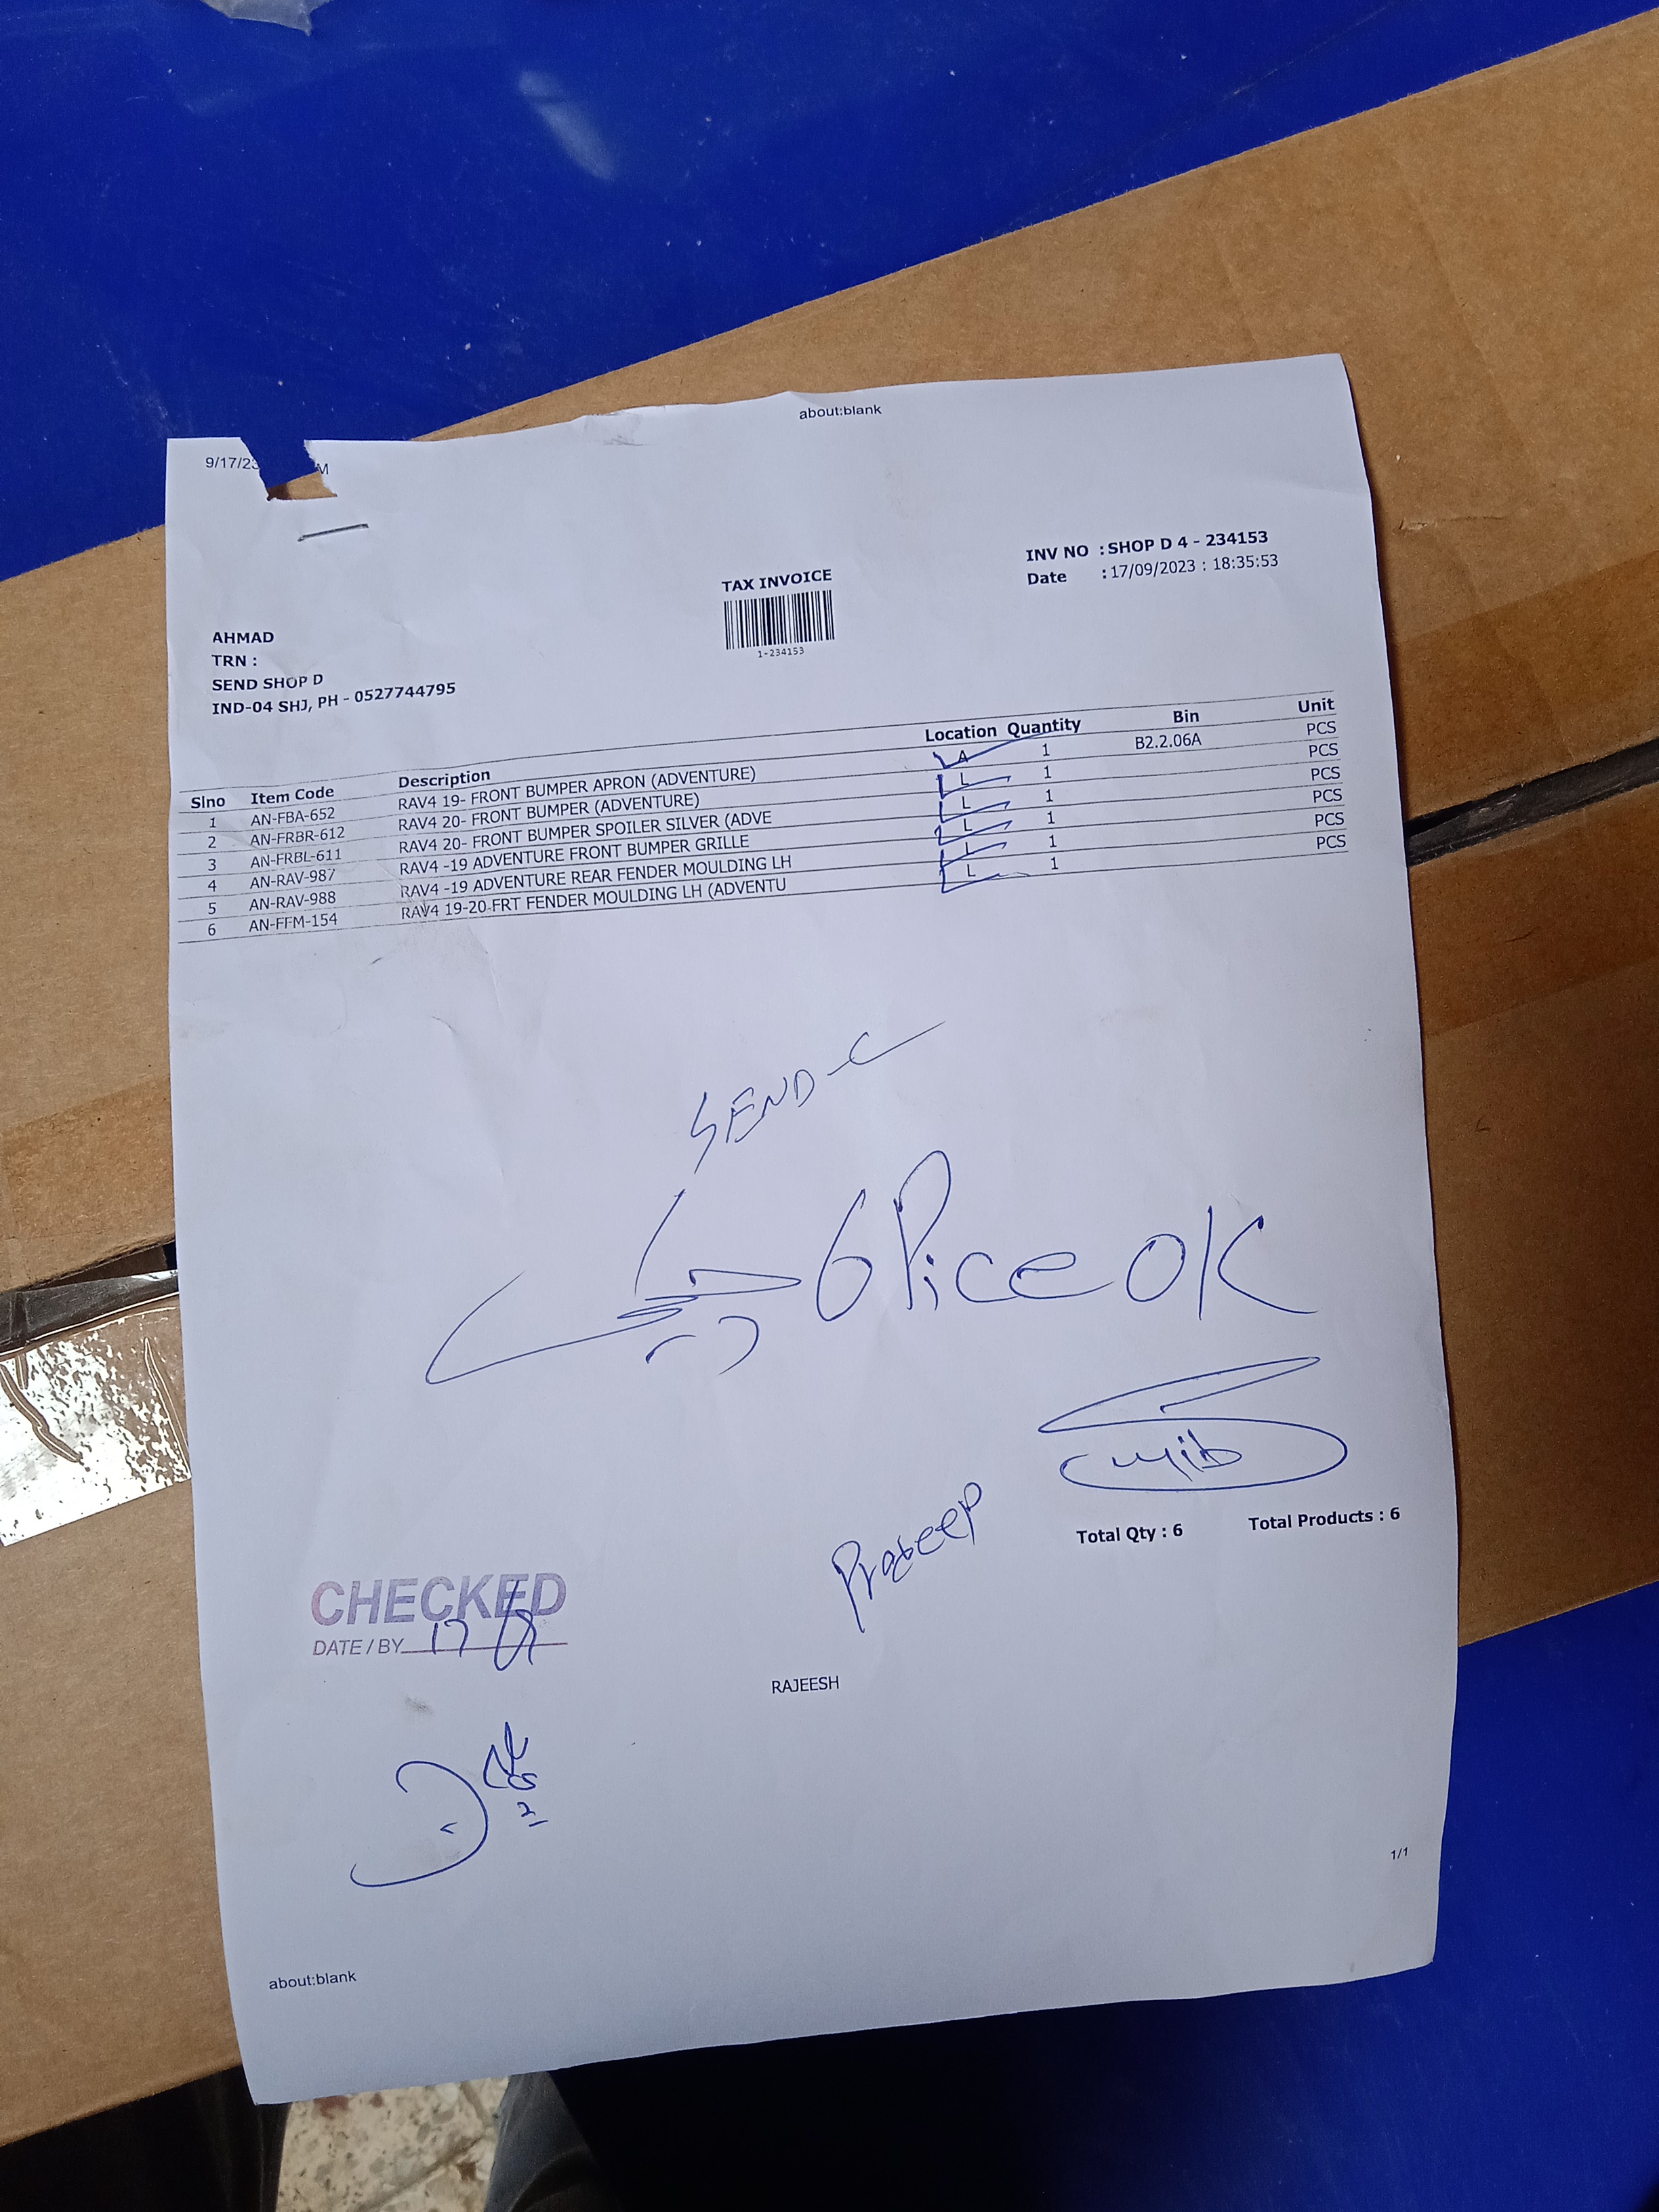 about:blank
9/17/23 M
INV NO : SHOP D 4 - 234153
Date : 17/09/2023 : 18:35:53
TAX INVOICE
1-234153
AHMAD
TRN :
SEND SHOP D
IND-04 SHJ, PH - 0527744795
Slno Item Code Description Location Quantity Bin Unit
1 AN-FBA-652 RAV4 19- FRONT BUMPER APRON (ADVENTURE) A 1 B2.2.06A PCS
2 AN-FRBR-612 RAV4 20- FRONT BUMPER (ADVENTURE) L 1 PCS
3 AN-FRBL-611 RAV4 20- FRONT BUMPER SPOILER SILVER (ADVE L 1 PCS
4 AN-RAV-987 RAV4 -19 ADVENTURE FRONT BUMPER GRILLE L 1 PCS
5 AN-RAV-988 RAV4 -19 ADVENTURE REAR FENDER MOULDING LH L 1 PCS
6 AN-FFM-154 RAV4 19-20 FRT FENDER MOULDING LH (ADVENTU L 1 PCS
SEND-C
6 Pice OK
Total Qty : 6 Total Products : 6
CHECKED
DATE / BY 17
RAJEESH
1/1
about:blank